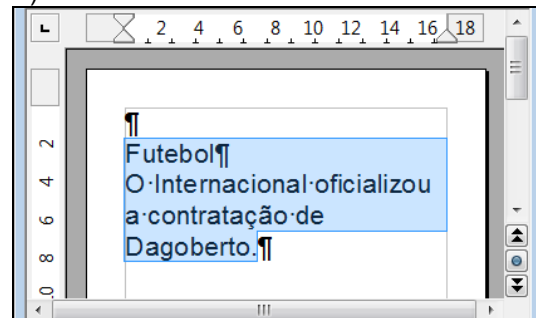 2 4 6 8 10 12 14 16 18
¶
Futebol¶
O·Internacional·oficializou
a·contratação·de
Dagoberto.¶
2
4
6
8